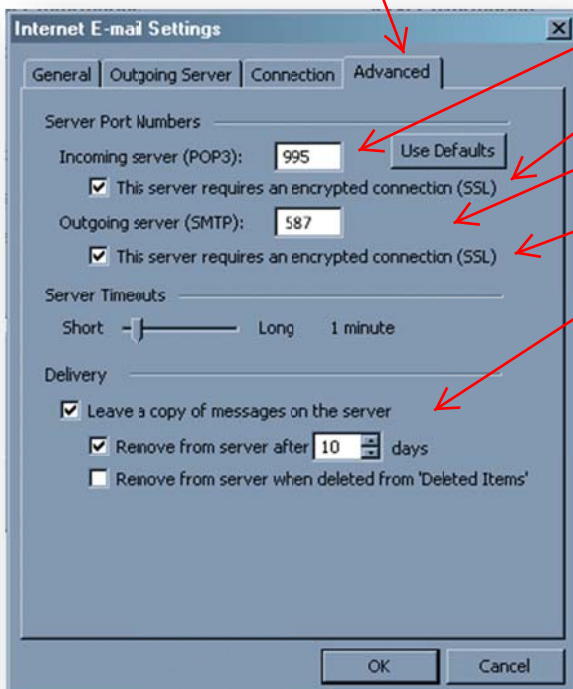 Internet E-mail Settings
General Outgoing Server Connection Advanced
Server Port Numbers
Incoming server (POP3): 995 Use Defaults
This server requires an encrypted connection (SSL)
Outgoing server (SMTP): 587
This server requires an encrypted connection (SSL)
Server Timeouts
Short Long 1 minute
Delivery
Leave a copy of messages on the server
Remove from server after 10 days
Remove from server when deleted from 'Deleted Items'
OK Cancel